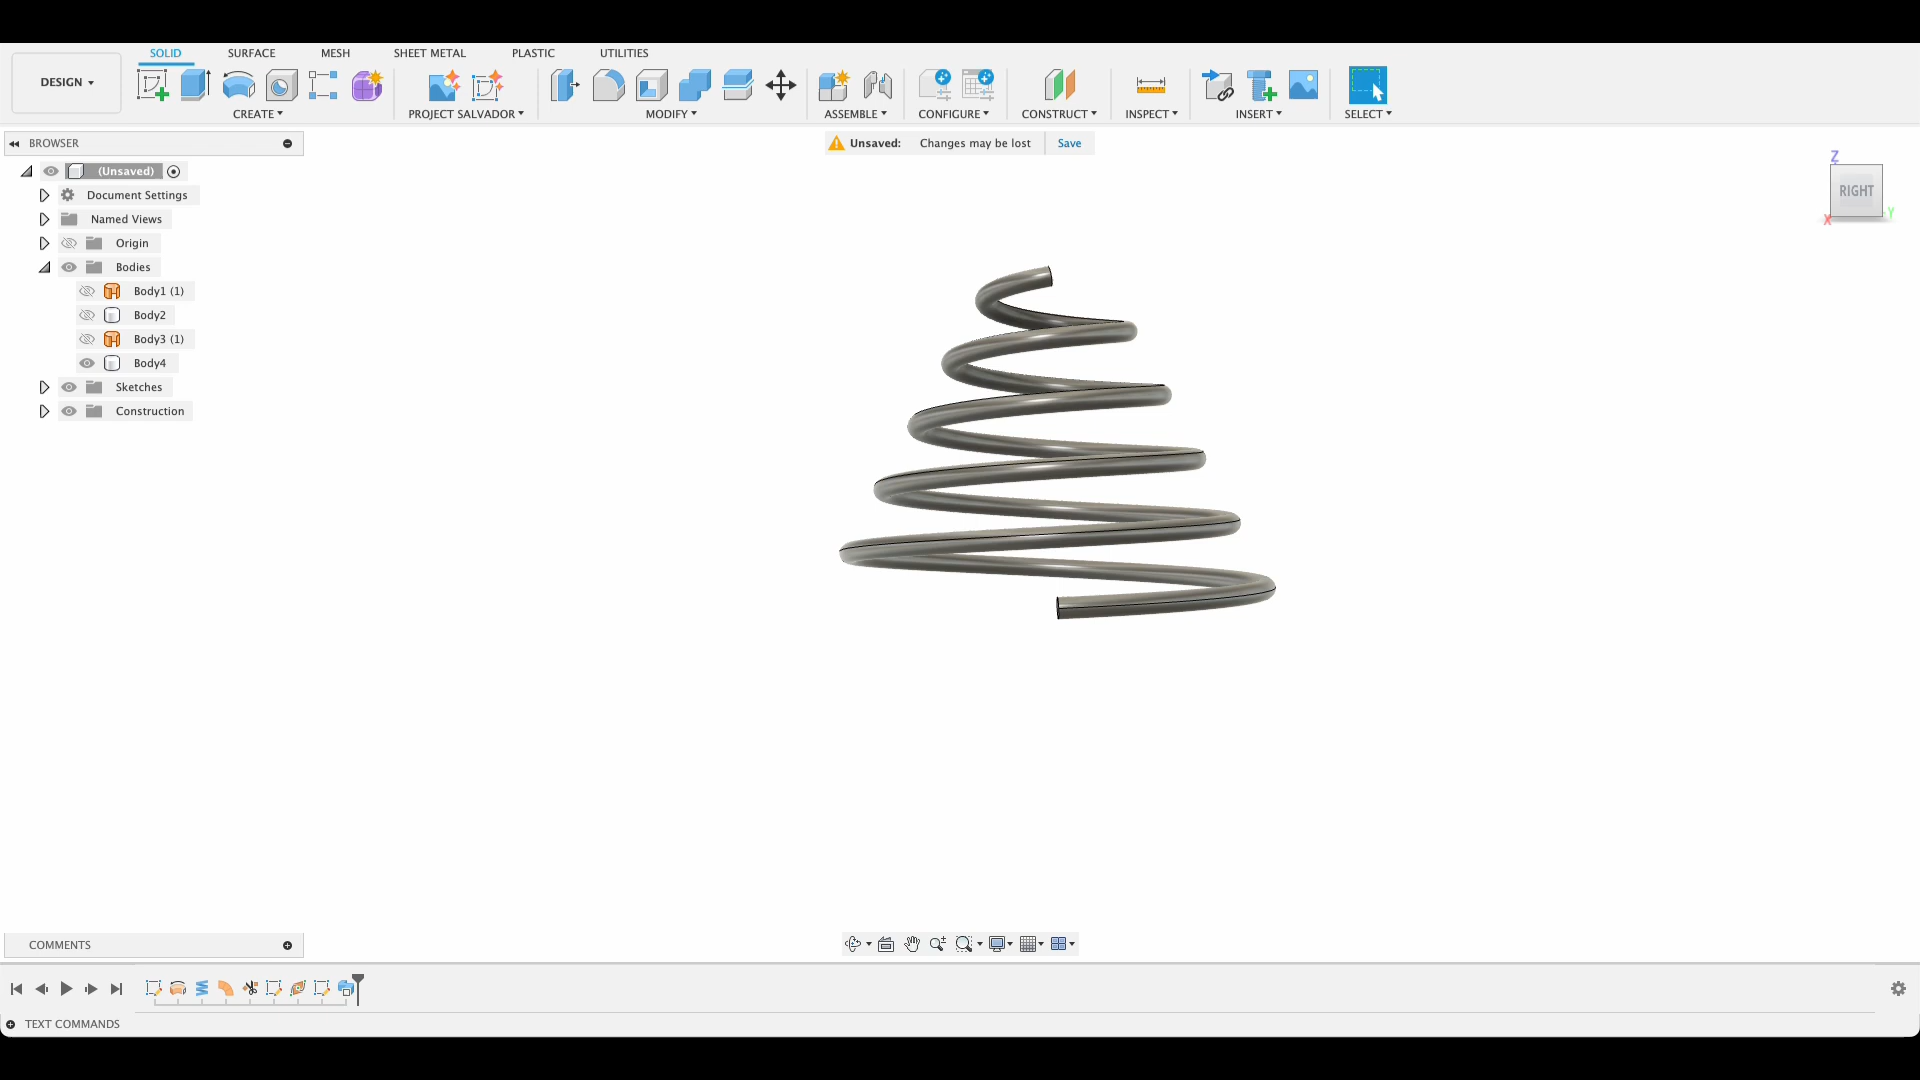 SOLID SURFACE MESH SHEET METAL PLASTIC UTILITIES
DESIGN
CREATE PROJECT SALVADOR MODIFY ASSEMBLE CONFIGURE CONSTRUCT INSPECT INSERT SELECT
BROWSER
Unsaved: Changes may be lost Save
(Unsaved)
Document Settings
Named Views
Origin
Bodies
Body1 (1)
Body2
Body3 (1)
Body4
Sketches
Construction
Z
RIGHT
X
Y
COMMENTS
TEXT COMMANDS